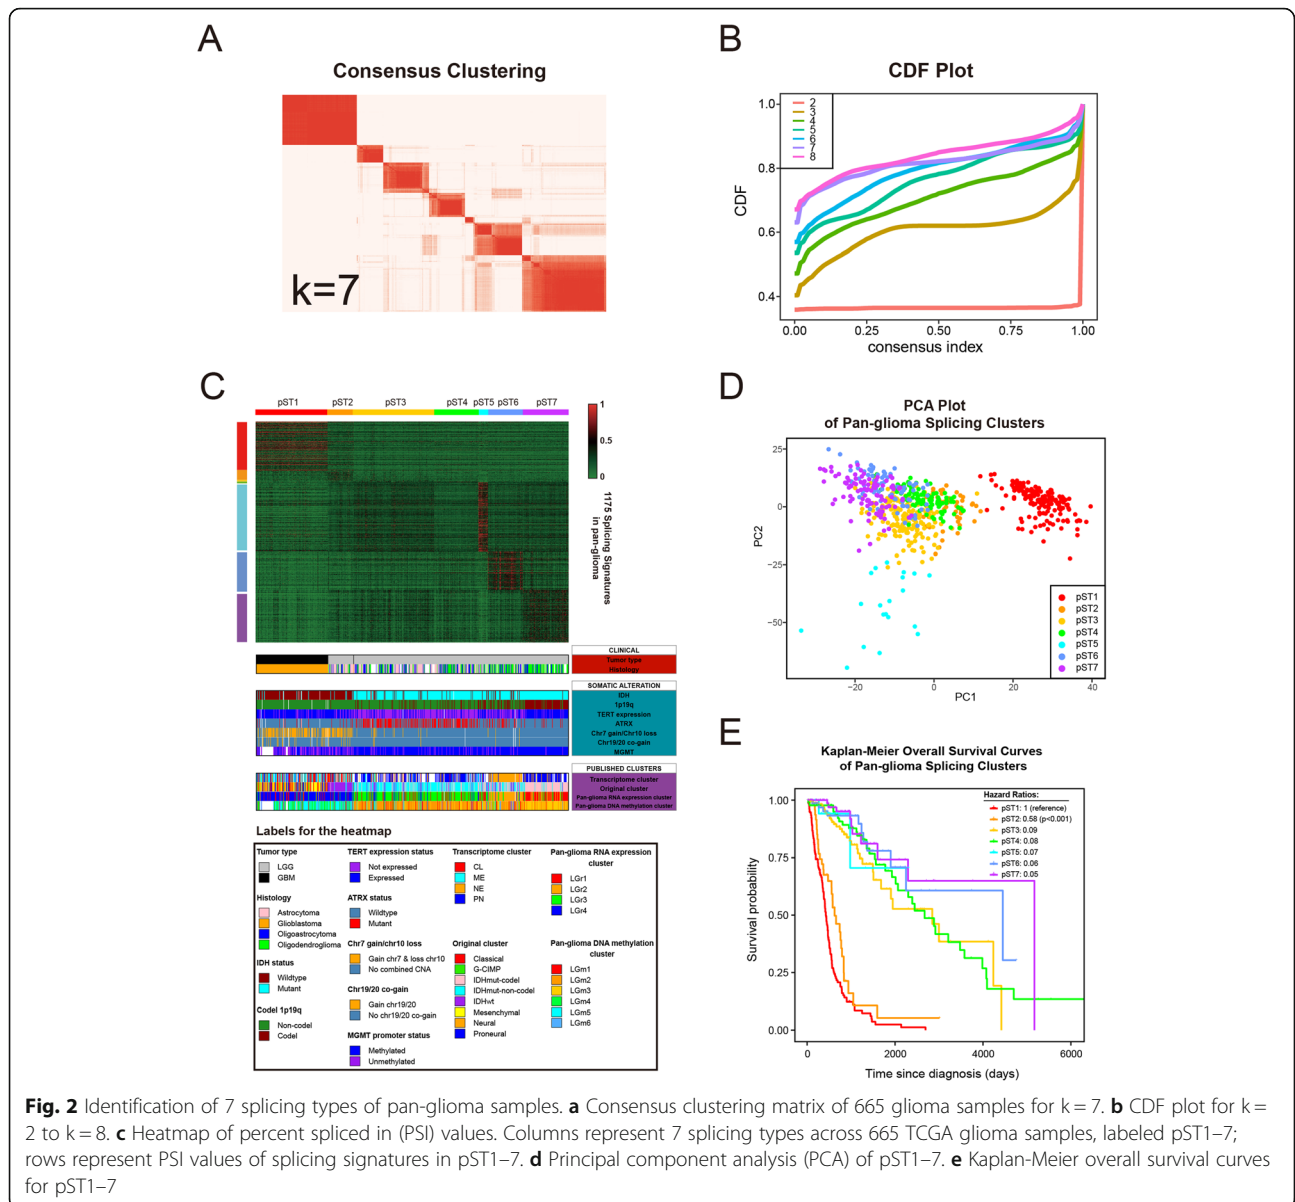 A
Consensus Clustering
k=7
B
CDF Plot
2
3
4
5
6
7
8
1.0
0.8
0.6
0.4
CDF
0.00
0.25
0.50
0.75
1.00
consensus index
C
pST1
pST2
pST3
pST4
pST5
pST6
pST7
1
0.5
0
1175 Splicing Signatures
in pan-glioma
CLINICAL
Tumor type
Histology
SOMATIC ALTERATION
IDH
1p19q
TERT expression
ATRX
Chr7 gain/Chr10 loss
Chr19/20 co-gain
MGMT
PUBLISHED CLUSTERS
Transcriptome cluster
Original cluster
Pan-glioma RNA expression cluster
Pan-glioma DNA methylation cluster
Labels for the heatmap
Tumor type
LGG
GBM
Histology
Astrocytoma
Glioblastoma
Oligoastrocytoma
Oligodendroglioma
IDH status
Wildtype
Mutant
Codel 1p19q
Non-codel
Codel
TERT expression status
Not expressed
Expressed
ATRX status
Wildtype
Mutant
Chr7 gain/chr10 loss
Gain chr7 & loss chr10
No combined CNA
Chr19/20 co-gain
Gain chr19/20
No chr19/20 co-gain
MGMT promoter status
Methylated
Unmethylated
Transcriptome cluster
CL
ME
NE
PN
Original cluster
Classical
G-CIMP
IDHmut-codel
IDHmut-non-codel
IDHwt
Mesenchymal
Neural
Proneural
Pan-glioma RNA expression
cluster
LGr1
LGr2
LGr3
LGr4
Pan-glioma DNA methylation
cluster
LGm1
LGm2
LGm3
LGm4
LGm5
LGm6
D
PCA Plot
of Pan-glioma Splicing Clusters
25
0
−25
−50
PC2
−20
0
20
40
PC1
pST1
pST2
pST3
pST4
pST5
pST6
pST7
E
Kaplan-Meier Overall Survival Curves
of Pan-glioma Splicing Clusters
Hazard Ratios:
pST1: 1 (reference)
pST2: 0.58 (p<0.001)
pST3: 0.09
pST4: 0.08
pST5: 0.07
pST6: 0.06
pST7: 0.05
1.00
0.75
0.50
0.25
0.00
Survival probability
0
2000
4000
6000
Time since diagnosis (days)
Fig. 2 Identification of 7 splicing types of pan-glioma samples. a Consensus clustering matrix of 665 glioma samples for k = 7. b CDF plot for k =
2 to k = 8. c Heatmap of percent spliced in (PSI) values. Columns represent 7 splicing types across 665 TCGA glioma samples, labeled pST1–7;
rows represent PSI values of splicing signatures in pST1–7. d Principal component analysis (PCA) of pST1–7. e Kaplan-Meier overall survival curves
for pST1–7